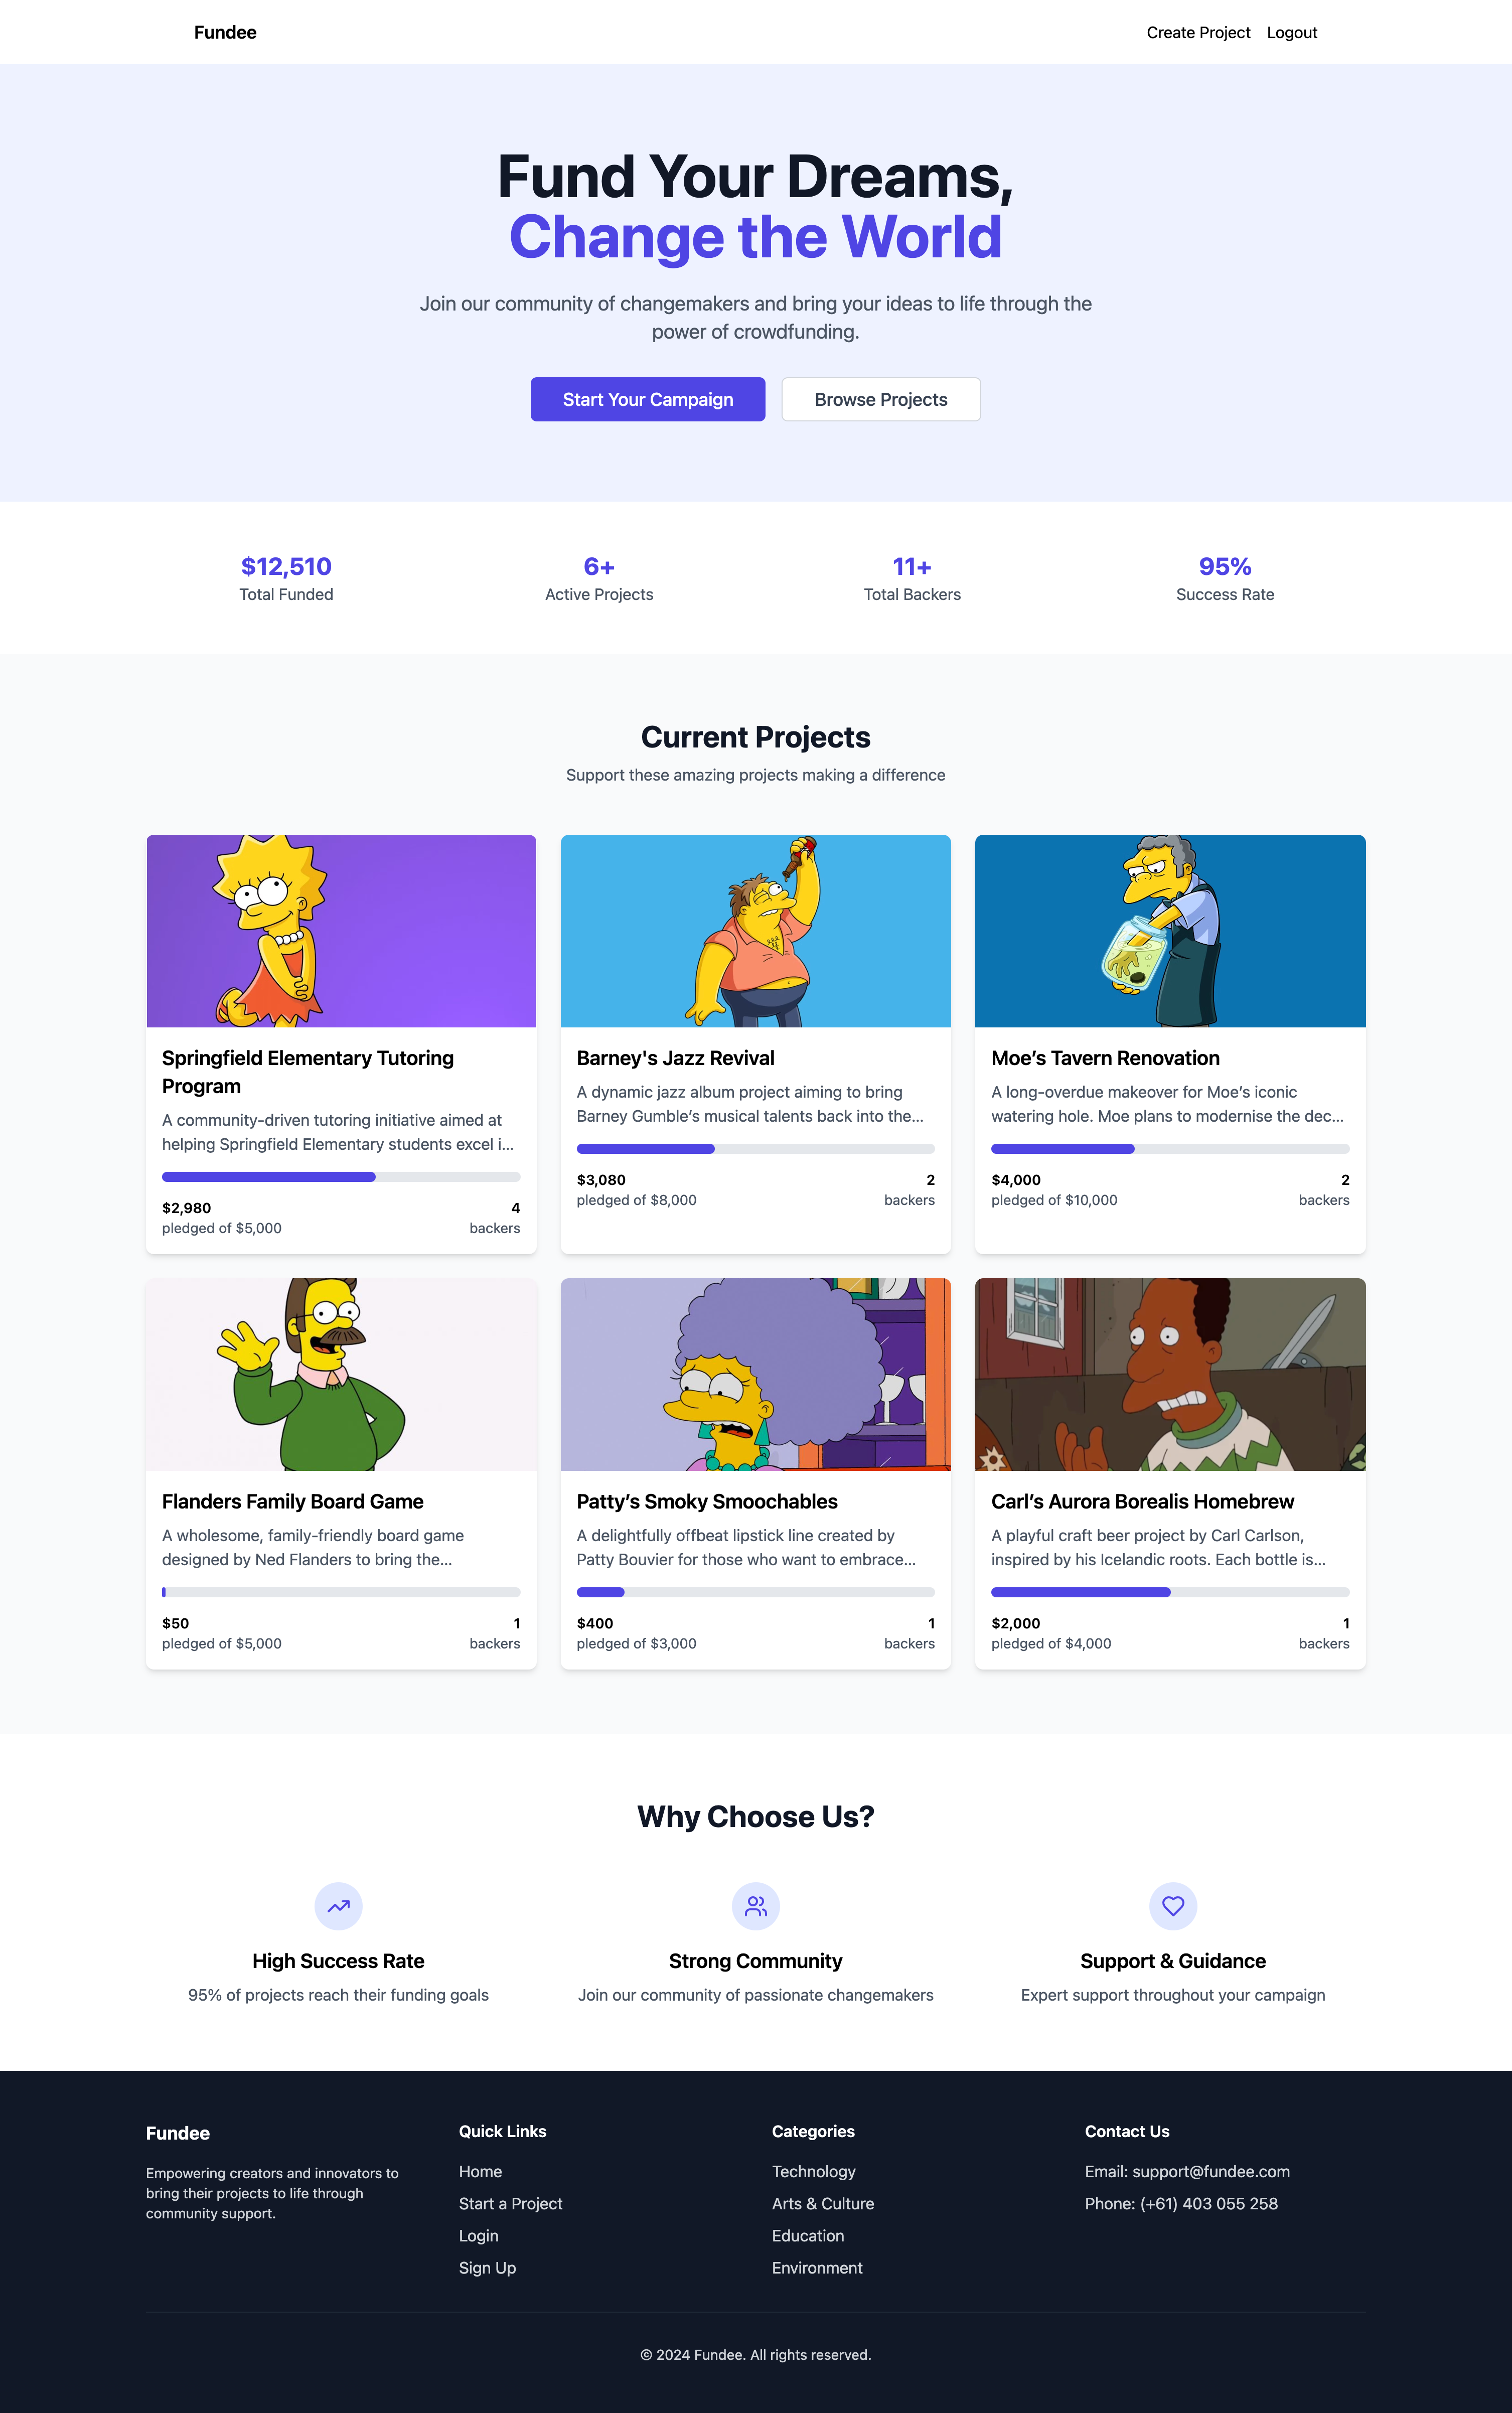 Fundee
Create Project
Logout
Fund Your Dreams,
Change the World
Join our community of changemakers and bring your ideas to life through the
power of crowdfunding.
Start Your Campaign
Browse Projects
$12,510
Total Funded
6+
Active Projects
11+
Total Backers
95%
Success Rate
Current Projects
Support these amazing projects making a difference
Springfield Elementary Tutoring
Program
A community-driven tutoring initiative aimed at
helping Springfield Elementary students excel i...
$2,980
pledged of $5,000
4
backers
Barney's Jazz Revival
A dynamic jazz album project aiming to bring
Barney Gumble’s musical talents back into the...
$3,080
pledged of $8,000
2
backers
Moe’s Tavern Renovation
A long-overdue makeover for Moe’s iconic
watering hole. Moe plans to modernise the dec...
$4,000
pledged of $10,000
2
backers
Flanders Family Board Game
A wholesome, family-friendly board game
designed by Ned Flanders to bring the...
$50
pledged of $5,000
1
backers
Patty’s Smoky Smoochables
A delightfully offbeat lipstick line created by
Patty Bouvier for those who want to embrace...
$400
pledged of $3,000
1
backers
Carl’s Aurora Borealis Homebrew
A playful craft beer project by Carl Carlson,
inspired by his Icelandic roots. Each bottle is...
$2,000
pledged of $4,000
1
backers
Why Choose Us?
High Success Rate
95% of projects reach their funding goals
Strong Community
Join our community of passionate changemakers
Support & Guidance
Expert support throughout your campaign
Fundee
Empowering creators and innovators to
bring their projects to life through
community support.
Quick Links
Home
Start a Project
Login
Sign Up
Categories
Technology
Arts & Culture
Education
Environment
Contact Us
Email: support@fundee.com
Phone: (+61) 403 055 258
© 2024 Fundee. All rights reserved.